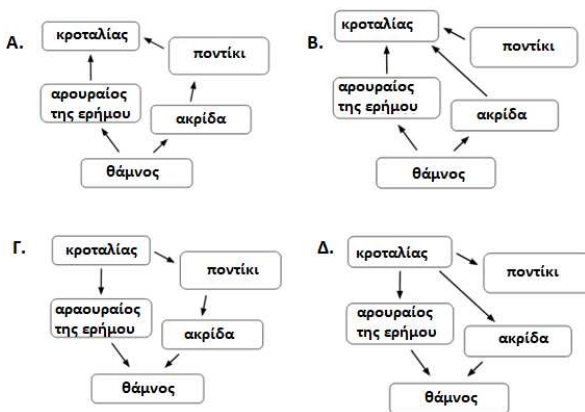 Α.
κροταλίας
ποντίκι
αρουραίος
της ερήμου
ακρίδα
θάμνος
Β.
κροταλίας
ποντίκι
αρουραίος
της ερήμου
ακρίδα
θάμνος
Γ.
κροταλίας
ποντίκι
αραουραίος
της ερήμου
ακρίδα
θάμνος
Δ.
κροταλίας
ποντίκι
αρουραίος
της ερήμου
ακρίδα
θάμνος